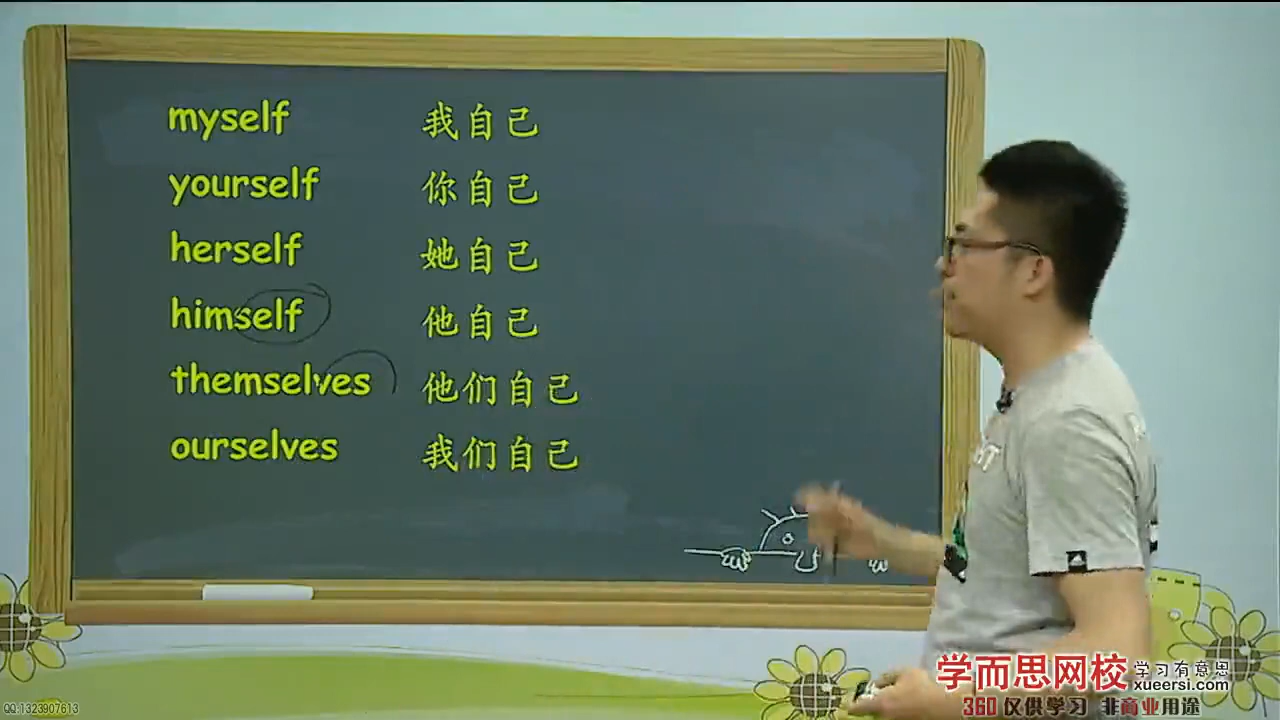 myself 我自己
yourself 你自己
herself 她自己
himself 他自己
themselves 他们自己
ourselves 我们自己
学而思网校 学习有意思
xueersi.com
360 仅供学习 非商业用途
QQ:1323907613